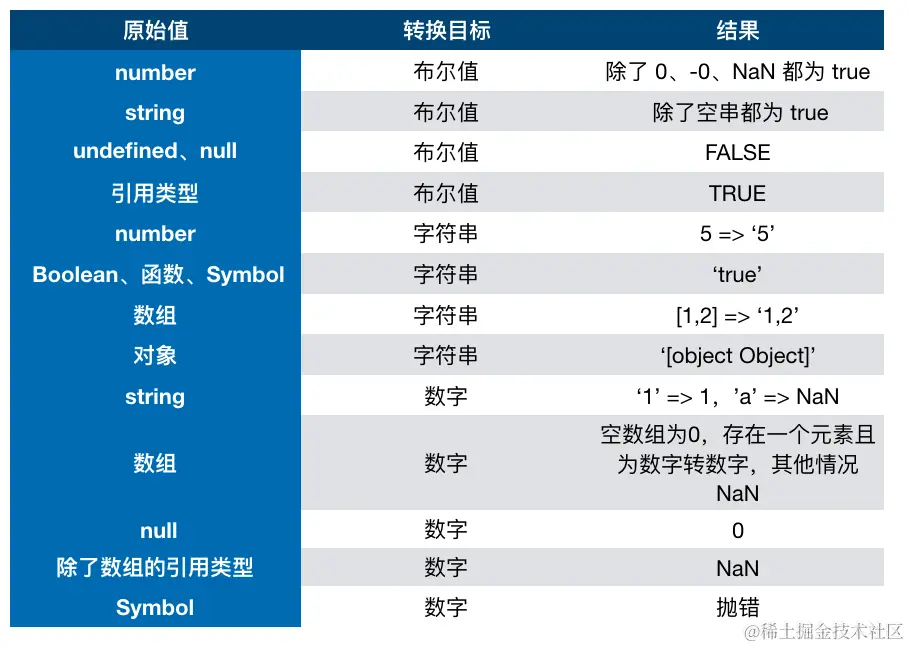 原始值 转换目标 结果
number 布尔值 除了 0、-0、NaN 都为 true
string 布尔值 除了空串都为 true
undefined、null 布尔值 FALSE
引用类型 布尔值 TRUE
number 字符串 5 => ‘5’
Boolean、函数、Symbol 字符串 ‘true’
数组 字符串 [1,2] => ‘1,2’
对象 字符串 ‘[object Object]’
string 数字 ‘1’ => 1，’a’ => NaN
数组 数字 空数组为0，存在一个元素且
为数字转数字，其他情况
NaN
null 数字 0
除了数组的引用类型 数字 NaN
Symbol 数字 抛错
@稀土掘金技术社区